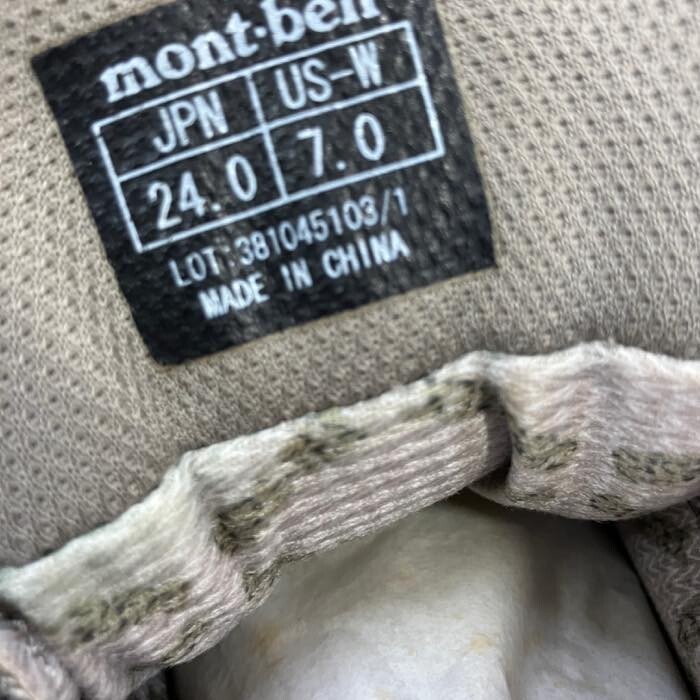 mont-bell
JPN US-W
24.0 7.0
LOT:381045103/1
MADE IN CHINA